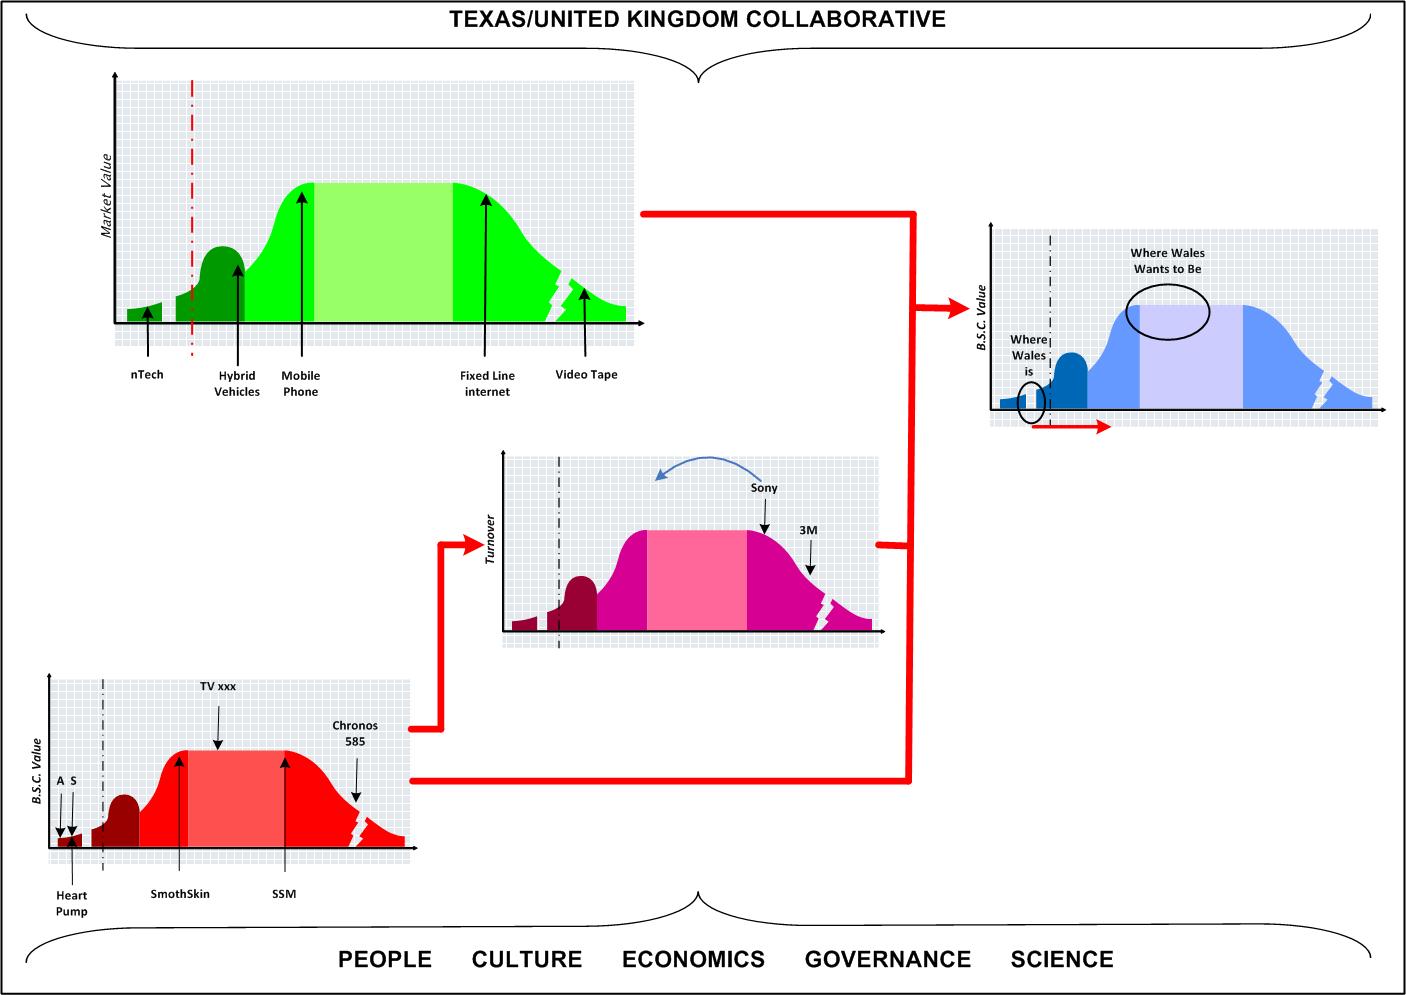 TEXAS/UNITED KINGDOM COLLABORATIVE
Market Value
nTech
Hybrid
Vehicles
Mobile
Phone
Fixed Line
internet
Video Tape
B.S.C. Value
Where Wales
Wants to Be
Where
Wales
is
Turnover
Sony
3M
B.S.C. Value
A S
TV xxx
Chronos
585
Heart
Pump
SmothSkin
SSM
PEOPLE CULTURE ECONOMICS GOVERNANCE SCIENCE